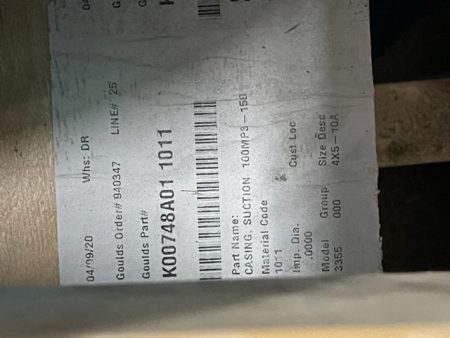 04/09/20 Whs: DR
Goulds Order# 940347 LINE# 25
Goulds Part#
K00748A01 1011
Part Name:
CASING, SUCTION 100MP3-150
Material Code
1011
Imp. Dia. Cust Loc
.0000
Model Group Size Desc
3355 000 4X5-10A